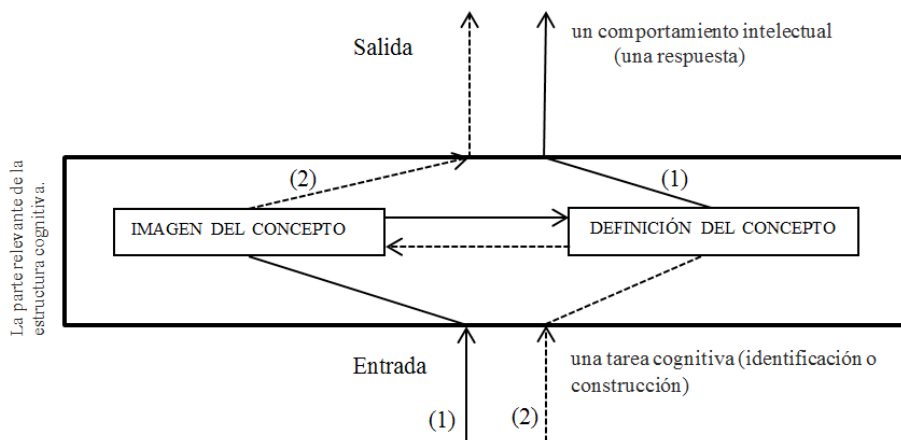 Salida
un comportamiento intelectual
(una respuesta)
La parte relevante de la
estructura cognitiva.
(2)
(1)
IMAGEN DEL CONCEPTO
DEFINICIÓN DEL CONCEPTO
Entrada
una tarea cognitiva (identificación o
construcción)
(1)
(2)